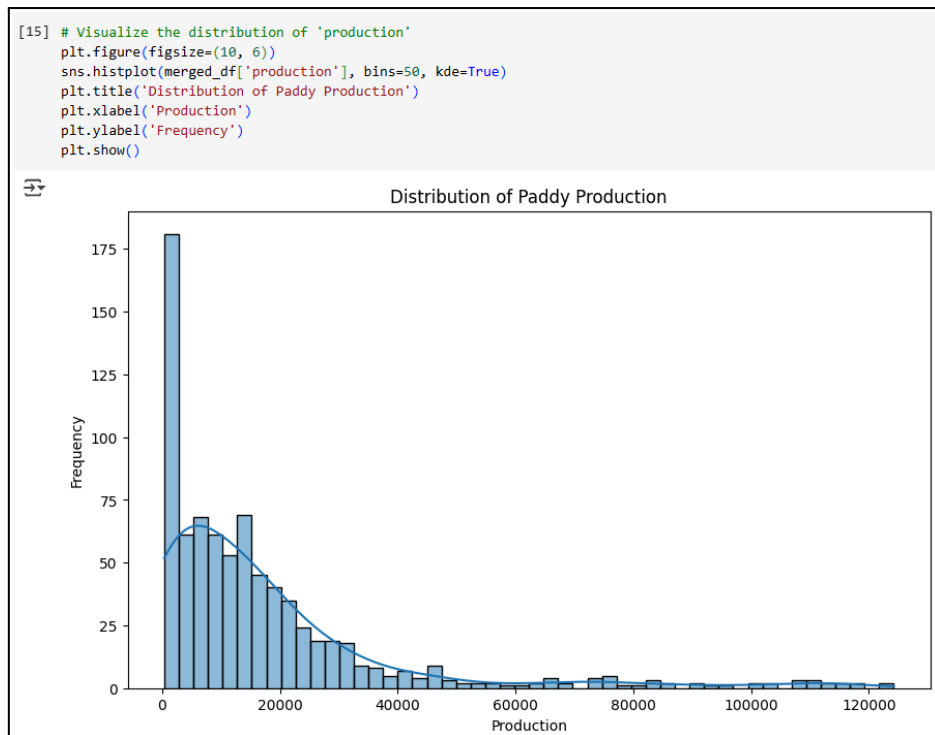 [15] # Visualize the distribution of 'production'
plt.figure(figsize=(10, 6))
sns.histplot(merged_df['production'], bins=50, kde=True)
plt.title('Distribution of Paddy Production')
plt.xlabel('Production')
plt.ylabel('Frequency')
plt.show()
Distribution of Paddy Production
175
150
125
100
75
50
25
0
Frequency
0 20000 40000 60000 80000 100000 120000
Production